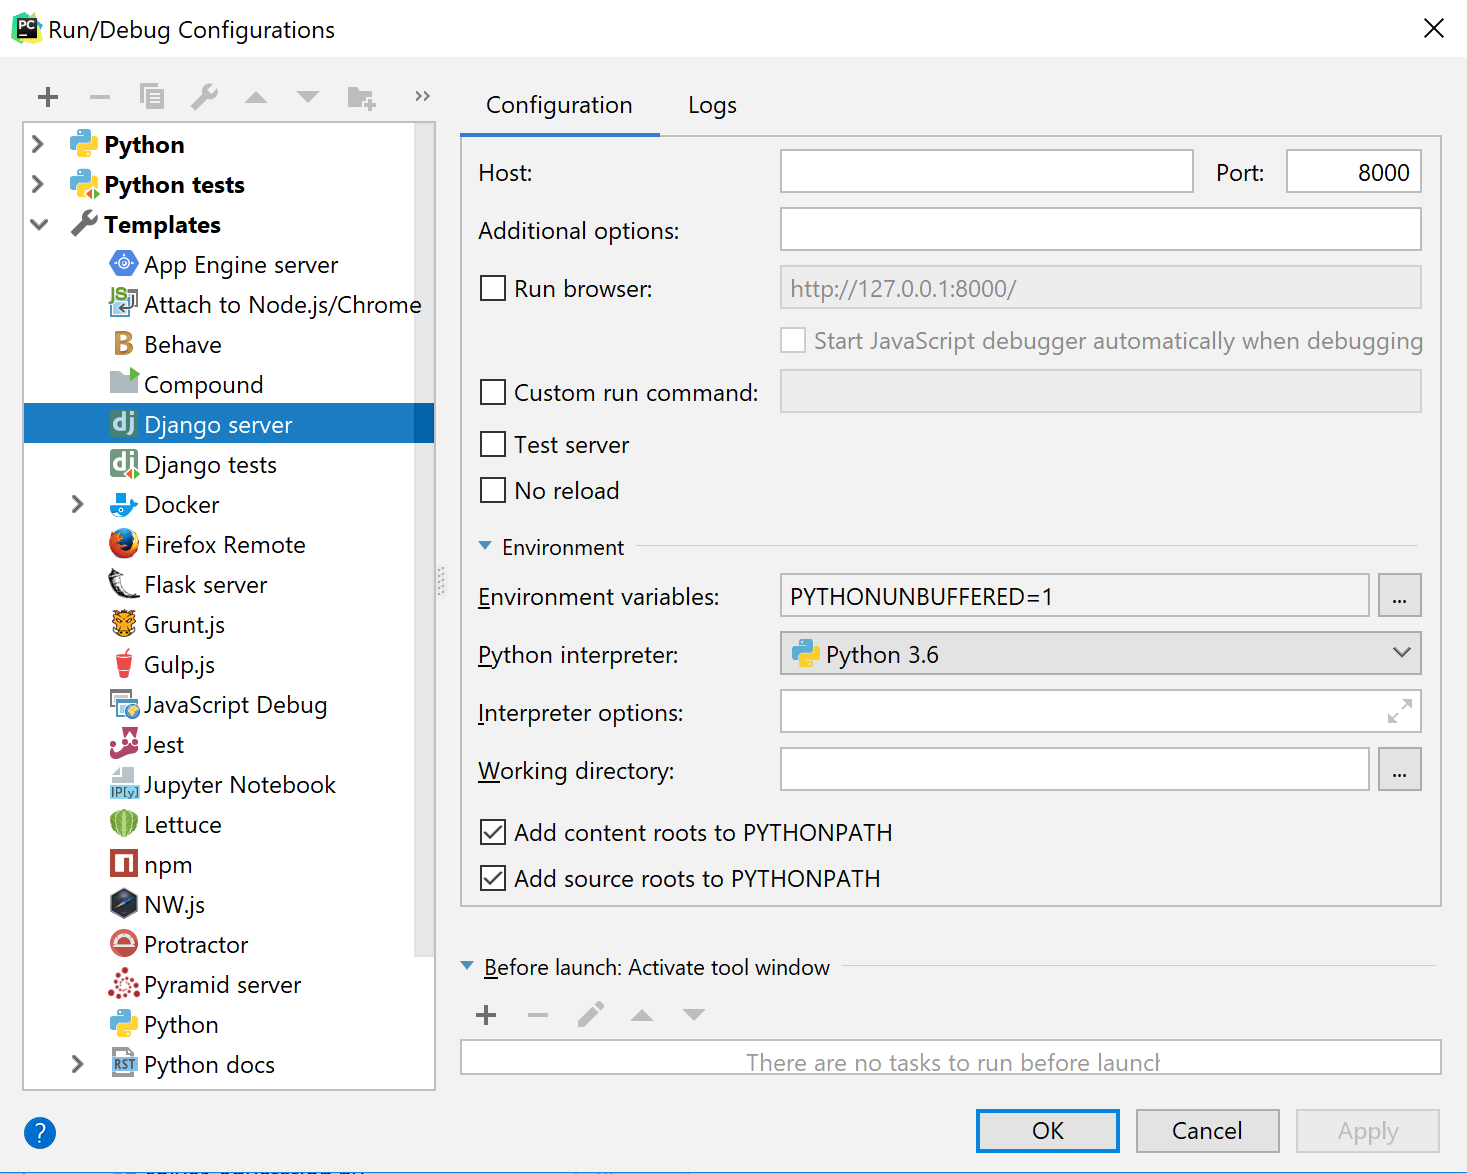 Run/Debug Configurations
Python
Python tests
Templates
App Engine server
Attach to Node.js/Chrome
Behave
Compound
Django server
Django tests
Docker
Firefox Remote
Flask server
Grunt.js
Gulp.js
JavaScript Debug
Jest
Jupyter Notebook
Lettuce
npm
NW.js
Protractor
Pyramid server
Python
Python docs
Configuration Logs
Host: Port: 8000
Additional options:
Run browser: http://127.0.0.1:8000/
Start JavaScript debugger automatically when debugging
Custom run command:
Test server
No reload
Environment
Environment variables: PYTHONUNBUFFERED=1 ...
Python interpreter: Python 3.6
Interpreter options:
Working directory: ...
Add content roots to PYTHONPATH
Add source roots to PYTHONPATH
Before launch: Activate tool window
There are no tasks to run before launch
? OK Cancel Apply